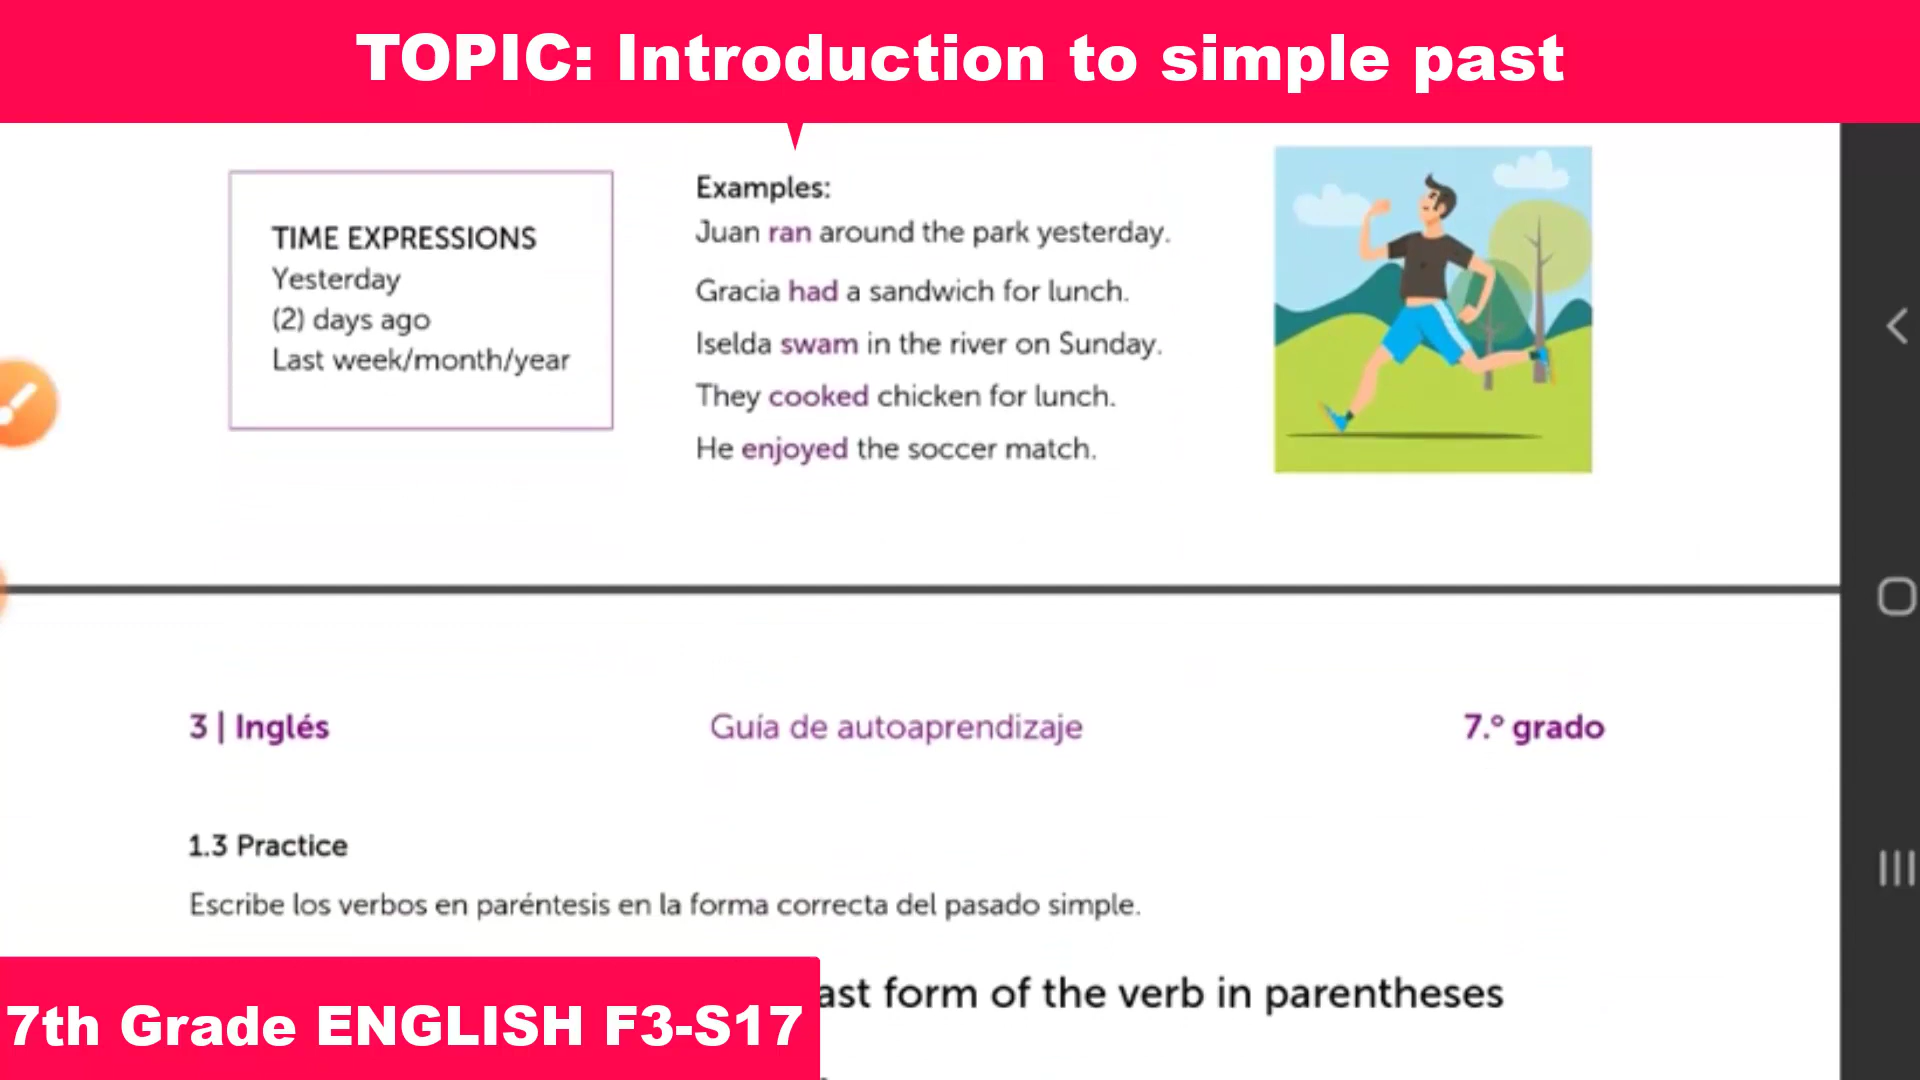 TOPIC: Introduction to simple past
TIME EXPRESSIONS
Yesterday
(2) days ago
Last week/month/year
Examples:
Juan ran around the park yesterday.
Gracia had a sandwich for lunch.
Iselda swam in the river on Sunday.
They cooked chicken for lunch.
He enjoyed the soccer match.
3 | Inglés
Guía de autoaprendizaje
7.º grado
1.3 Practice
Escribe los verbos en paréntesis en la forma correcta del pasado simple.
form of the verb in parentheses
7th Grade ENGLISH F3-S17